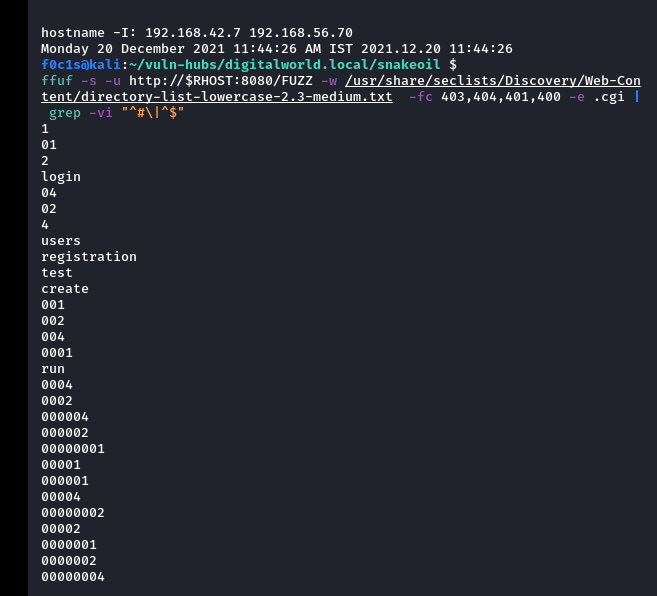 hostname -I: 192.168.42.7 192.168.56.70
Monday 20 December 2021 11:44:26 AM IST 2021.12.20 11:44:26
f0c1s@kali:~/vuln-hubs/digitalworld.local/snakeoil $
ffuf -s -u http://$RHOST:8080/FUZZ -w /usr/share/seclists/Discovery/Web-Con
tent/directory-list-lowercase-2.3-medium.txt  -fc 403,404,401,400 -e .cgi |
 grep -vi "^#\|^$"
1
01
2
login
04
02
4
users
registration
test
create
001
002
004
0001
run
0004
0002
000004
000002
00000001
00001
000001
00004
00000002
00002
0000001
0000002
00000004